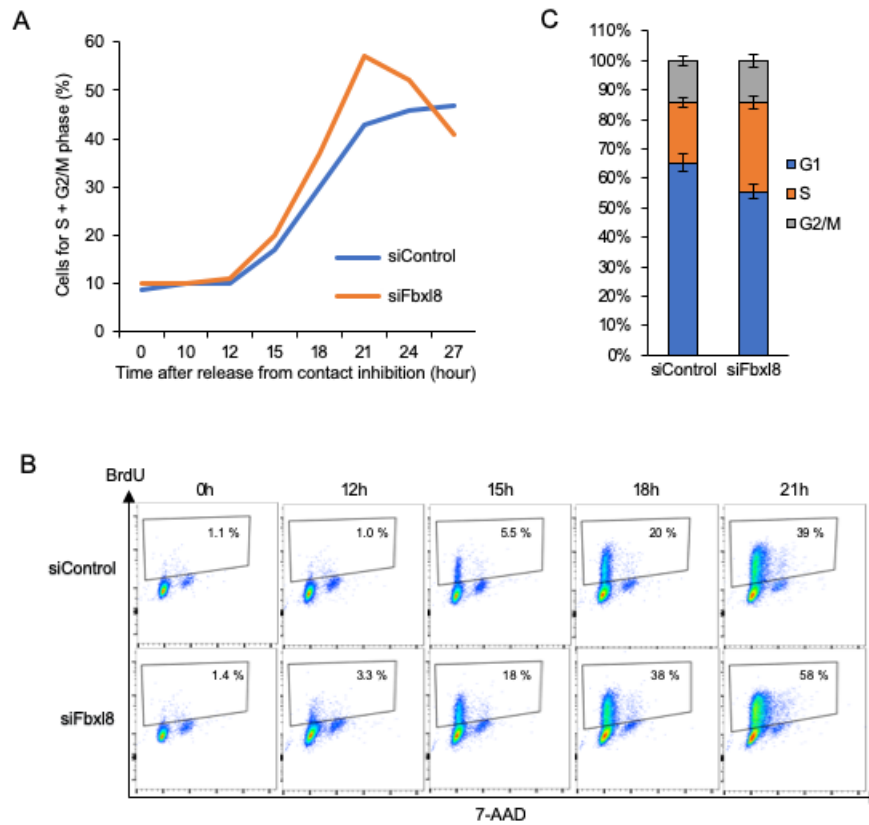 A
Cells for S + G2/M phase (%)
60
50
40
30
20
10
0
siControl
siFbxl8
0 10 12 15 18 21 24 27
Time after release from contact inhibition (hour)
C
110%
100%
90%
80%
70%
60%
50%
40%
30%
20%
10%
0%
G1
S
G2/M
siControl siFbxl8
B
BrdU
0h 12h 15h 18h 21h
siControl
1.1 % 1.0 % 5.5 % 20 % 39 %
siFbxl8
1.4 % 3.3 % 18 % 38 % 58 %
7-AAD